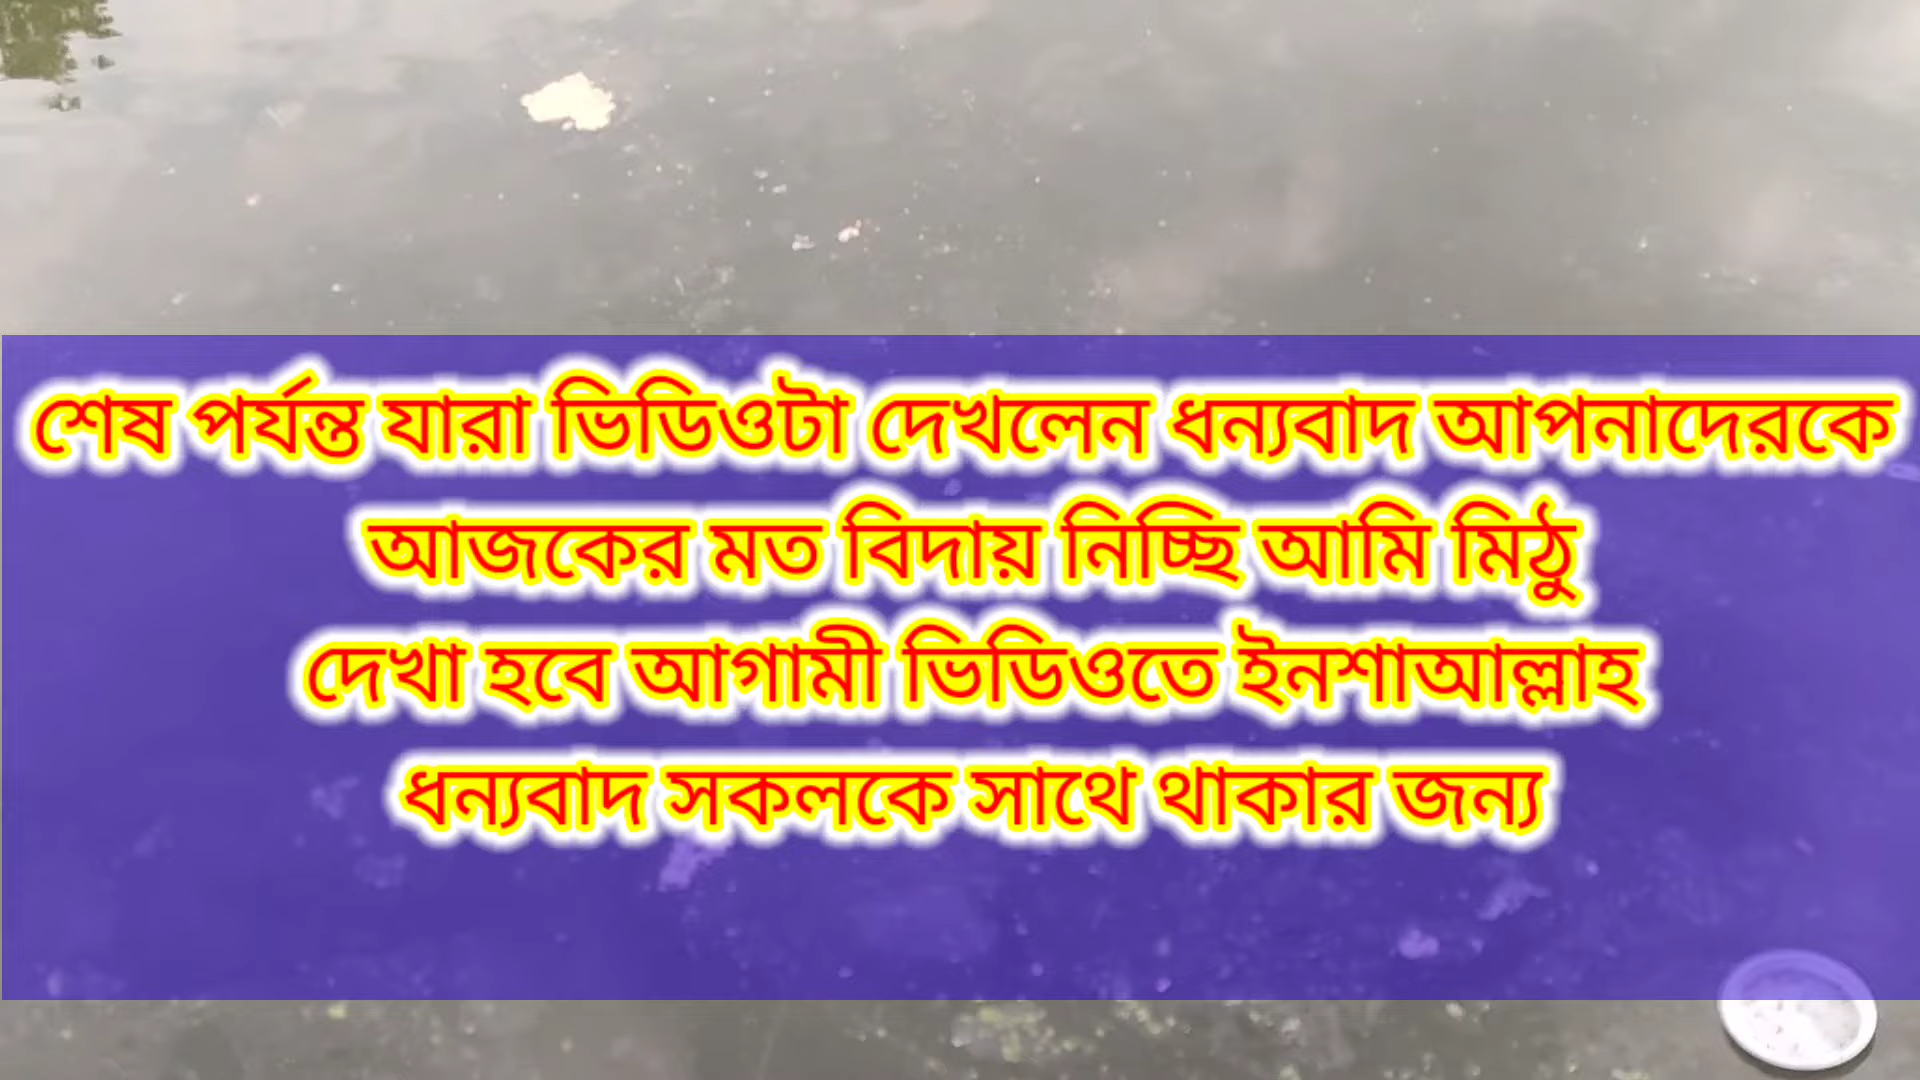 শেষ পর্যন্ত যারা ভিডিওটা দেখলেন ধন্যবাদ আপনাদেরকে
আজকের মত বিদায় নিচ্ছি আমি মিঠু
দেখা হবে আগামী ভিডিওতে ইনশাআল্লাহ
ধন্যবাদ সকলকে সাথে থাকার জন্য